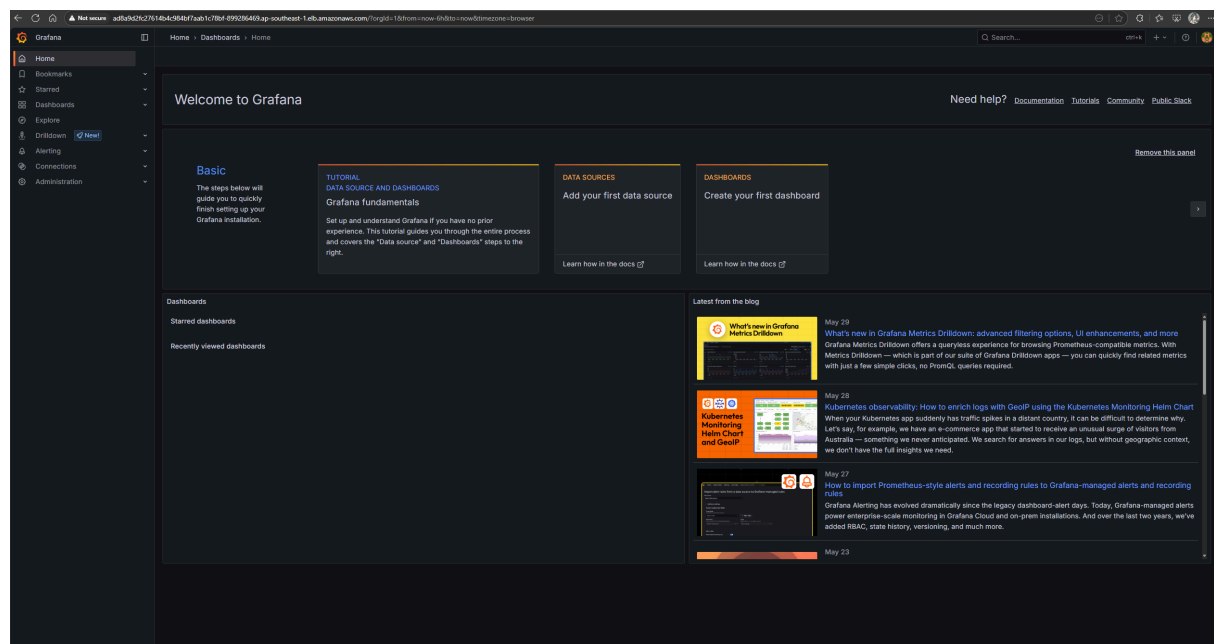 Not secure ad8a9d2fc27614b4c984bf7aab1c78bf-899286469.ap-southeast-1.elb.amazonaws.com/?orgId=1&from=now-6h&to=now&timezone=browser
Grafana
Home › Dashboards › Home
Search...
ctrl+k
Home
Bookmarks
Starred
Dashboards
Explore
Drilldown New!
Alerting
Connections
Administration
Welcome to Grafana
Need help? Documentation Tutorials Community Public Slack
Remove this panel
Basic
The steps below will
guide you to quickly
finish setting up your
Grafana installation.
TUTORIAL
DATA SOURCE AND DASHBOARDS
Grafana fundamentals
Set up and understand Grafana if you have no prior
experience. This tutorial guides you through the entire process
and covers the "Data source" and "Dashboards" steps to the
right.
DATA SOURCES
Add your first data source
Learn how in the docs
DASHBOARDS
Create your first dashboard
Learn how in the docs
Dashboards
Starred dashboards
Recently viewed dashboards
Latest from the blog
What's new in Grafana
Metrics Drilldown
May 29
What's new in Grafana Metrics Drilldown: advanced filtering options, UI enhancements, and more
Grafana Metrics Drilldown offers a queryless experience for browsing Prometheus-compatible metrics. With
Metrics Drilldown — which is part of our suite of Grafana Drilldown apps — you can quickly find related metrics
with just a few simple clicks, no PromQL queries required.
Kubernetes
Monitoring
Helm Chart
and GeoIP
May 28
Kubernetes observability: How to enrich logs with GeoIP using the Kubernetes Monitoring Helm Chart
When your Kubernetes app suddenly has traffic spikes in a distant country, it can be difficult to determine why.
Let's say, for example, we have an e-commerce app that started to receive an unusual surge of visitors from
Australia — something we never anticipated. We search for answers in our logs, but without geographic context,
we don't have the full insights we need.
May 27
How to import Prometheus-style alerts and recording rules to Grafana-managed alerts and recording
rules
Grafana Alerting has evolved dramatically since the legacy dashboard-alert days. Today, Grafana-managed alerts
power enterprise-scale monitoring in Grafana Cloud and on-prem installations. And over the last two years, we've
added RBAC, state history, versioning, and much more.
May 23